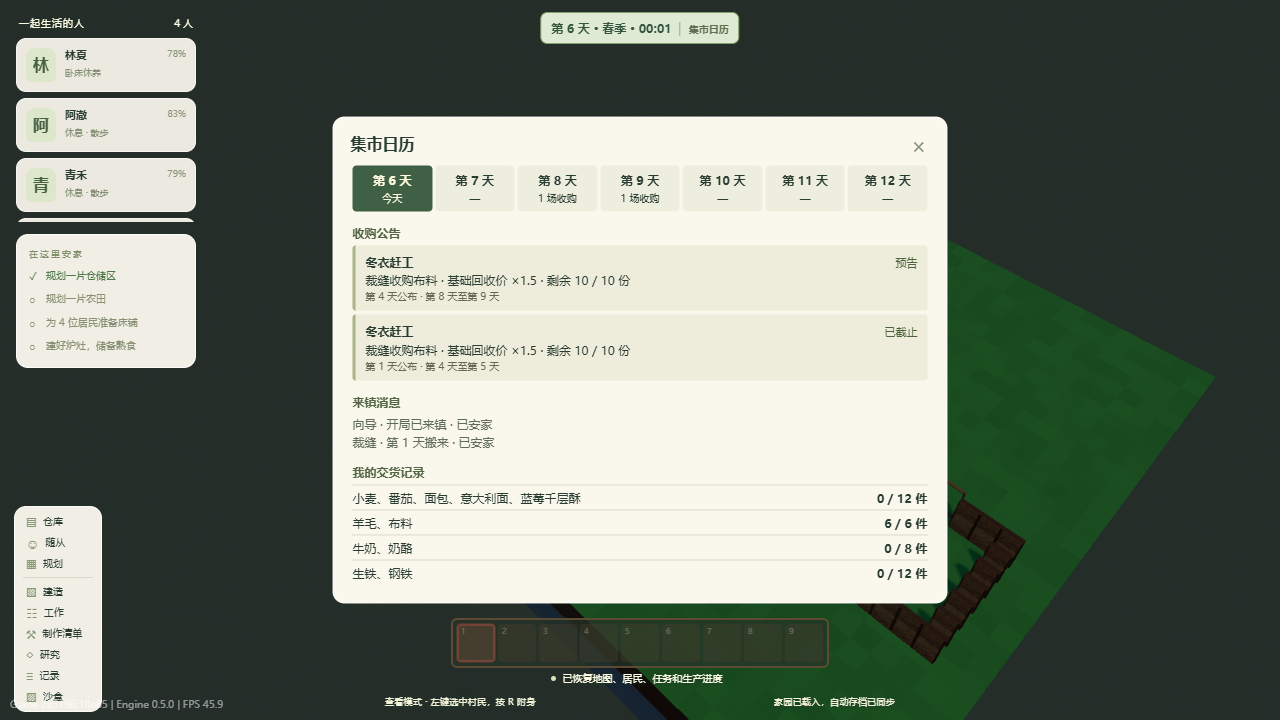 一起生活的人 4 人
林 林夏 78%
卧床休养
阿 阿澈 83%
休息 · 散步
青 青禾 79%
休息 · 散步
在这里安家
✓ 规划一片仓储区
○ 规划一片农田
○ 为 4 位居民准备床铺
○ 建好炉灶，储备熟食
仓库
随从
规划
建造
工作
制作清单
研究
记录
沙盒
| Engine 0.5.0 | FPS 45.9
第 6 天 • 春季 • 00:01 | 集市日历
集市日历 ×
第 6 天 第 7 天 第 8 天 第 9 天 第 10 天 第 11 天 第 12 天
今天 — 1 场收购 1 场收购 — — —
收购公告
冬衣赶工 预告
裁缝收购布料 · 基础回收价 ×1.5 · 剩余 10 / 10 份
第 4 天公布 · 第 8 天至第 9 天
冬衣赶工 已截止
裁缝收购布料 · 基础回收价 ×1.5 · 剩余 10 / 10 份
第 1 天公布 · 第 4 天至第 5 天
来镇消息
向导 · 开局已来镇 · 已安家
裁缝 · 第 1 天搬来 · 已安家
我的交货记录
小麦、番茄、面包、意大利面、蓝莓千层酥 0 / 12 件
羊毛、布料 6 / 6 件
牛奶、奶酪 0 / 8 件
生铁、钢铁 0 / 12 件
1 2 3 4 5 6 7 8 9
• 已恢复地图、居民、任务和生产进度
查看模式 · 左键选中村民，按 R 附身
家园已载入，自动存档已同步